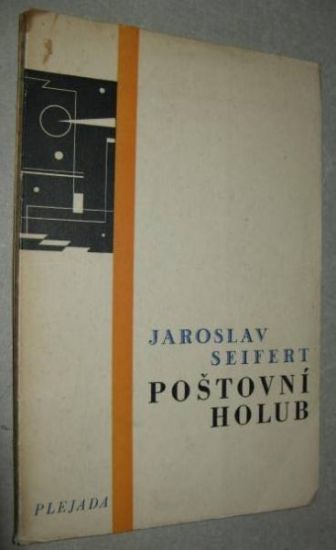 JAROSLAV
SEIFERT
POŠTOVNÍ
HOLUB
PLEJADA